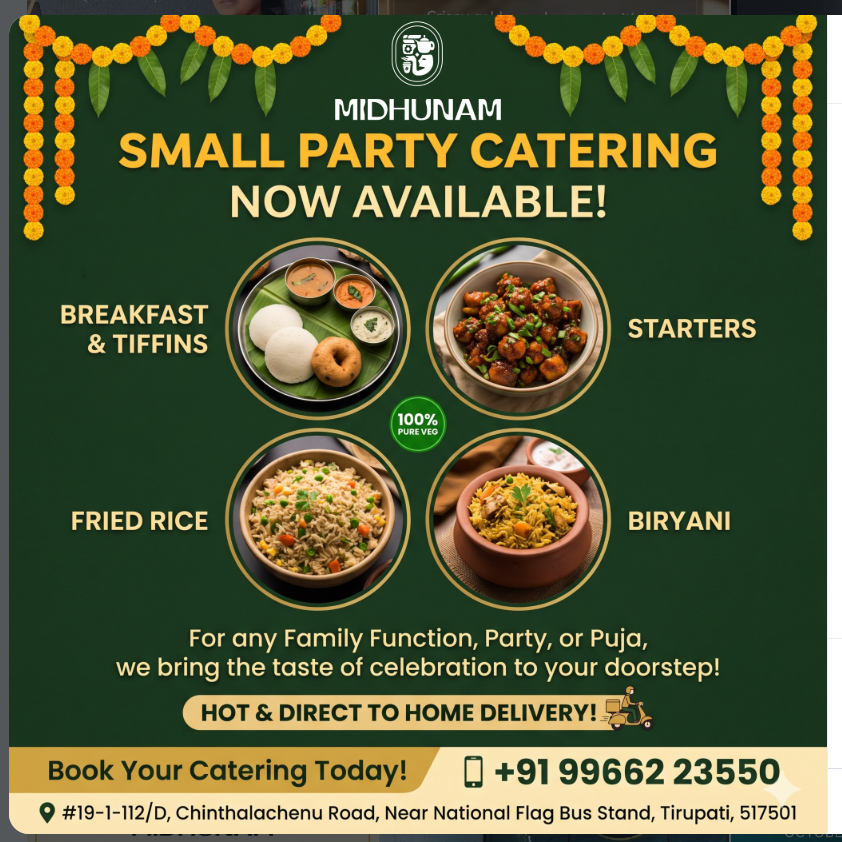 MIDHUNAM
SMALL PARTY CATERING
NOW AVAILABLE!
BREAKFAST
& TIFFINS
STARTERS
100%
PURE VEG
FRIED RICE
BIRYANI
For any Family Function, Party, or Puja,
we bring the taste of celebration to your doorstep!
HOT & DIRECT TO HOME DELIVERY!
Book Your Catering Today!
+91 99662 23550
#19-1-112/D, Chinthalachenu Road, Near National Flag Bus Stand, Tirupati, 517501